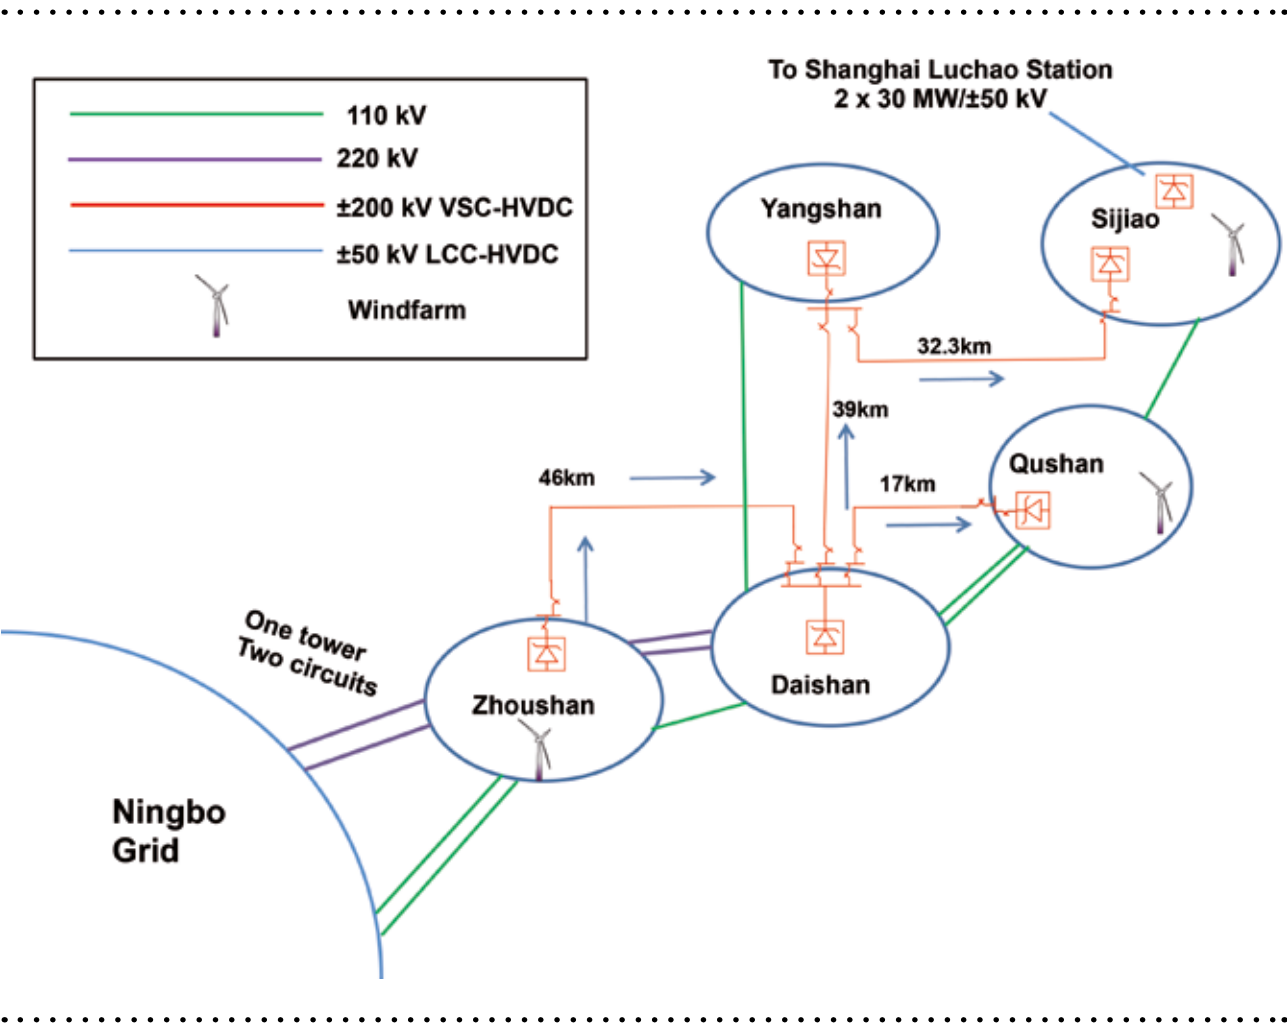 To Shanghai Luchao Station
2 x 30 MW/±50 kV
110 kV
220 kV
±200 kV VSC-HVDC
±50 kV LCC-HVDC
Windfarm
Yangshan
Sijiao
32.3km
39km
46km
17km
Qushan
One tower
Two circuits
Zhoushan
Daishan
Ningbo
Grid